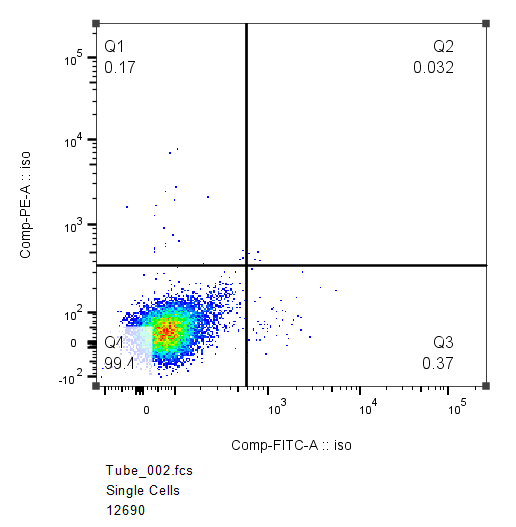 Q1
0.17
Q2
0.032
10^5
10^4
10^3
10^2
0
-10^2
Comp-PE-A :: iso
Q4
99.4
Q3
0.37
0
10^3
10^4
10^5
Comp-FITC-A :: iso
Tube_002.fcs
Single Cells
12690